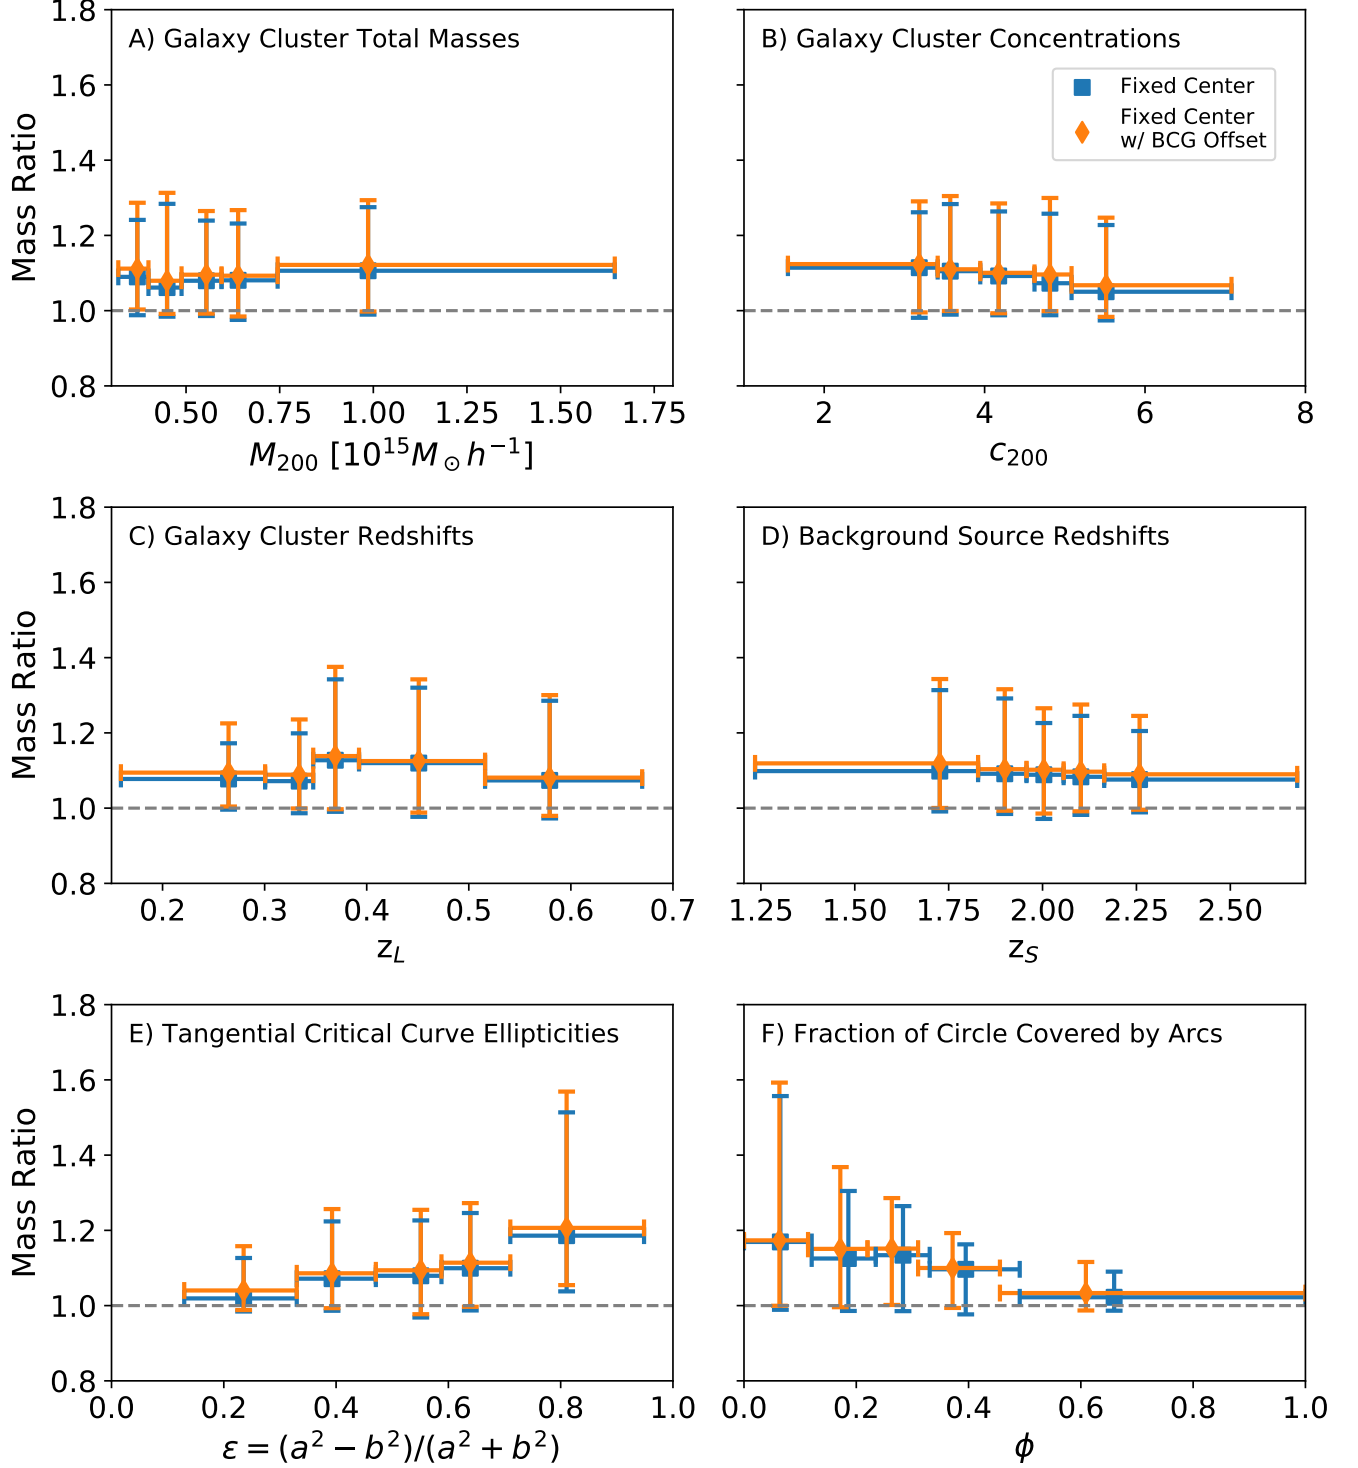 1.8
1.6
1.4
1.2
1.0
0.8
Mass Ratio
A) Galaxy Cluster Total Masses
0.50 0.75 1.00 1.25 1.50 1.75
M200 [10^15 M⊙ h^−1]
B) Galaxy Cluster Concentrations
Fixed Center
Fixed Center
w/ BCG Offset
2 4 6 8
c200
1.8
1.6
1.4
1.2
1.0
0.8
Mass Ratio
C) Galaxy Cluster Redshifts
0.2 0.3 0.4 0.5 0.6 0.7
zL
D) Background Source Redshifts
1.25 1.50 1.75 2.00 2.25 2.50
zS
1.8
1.6
1.4
1.2
1.0
0.8
Mass Ratio
E) Tangential Critical Curve Ellipticities
0.0 0.2 0.4 0.6 0.8 1.0
ε = (a² − b²)/(a² + b²)
F) Fraction of Circle Covered by Arcs
0.0 0.2 0.4 0.6 0.8 1.0
ϕ